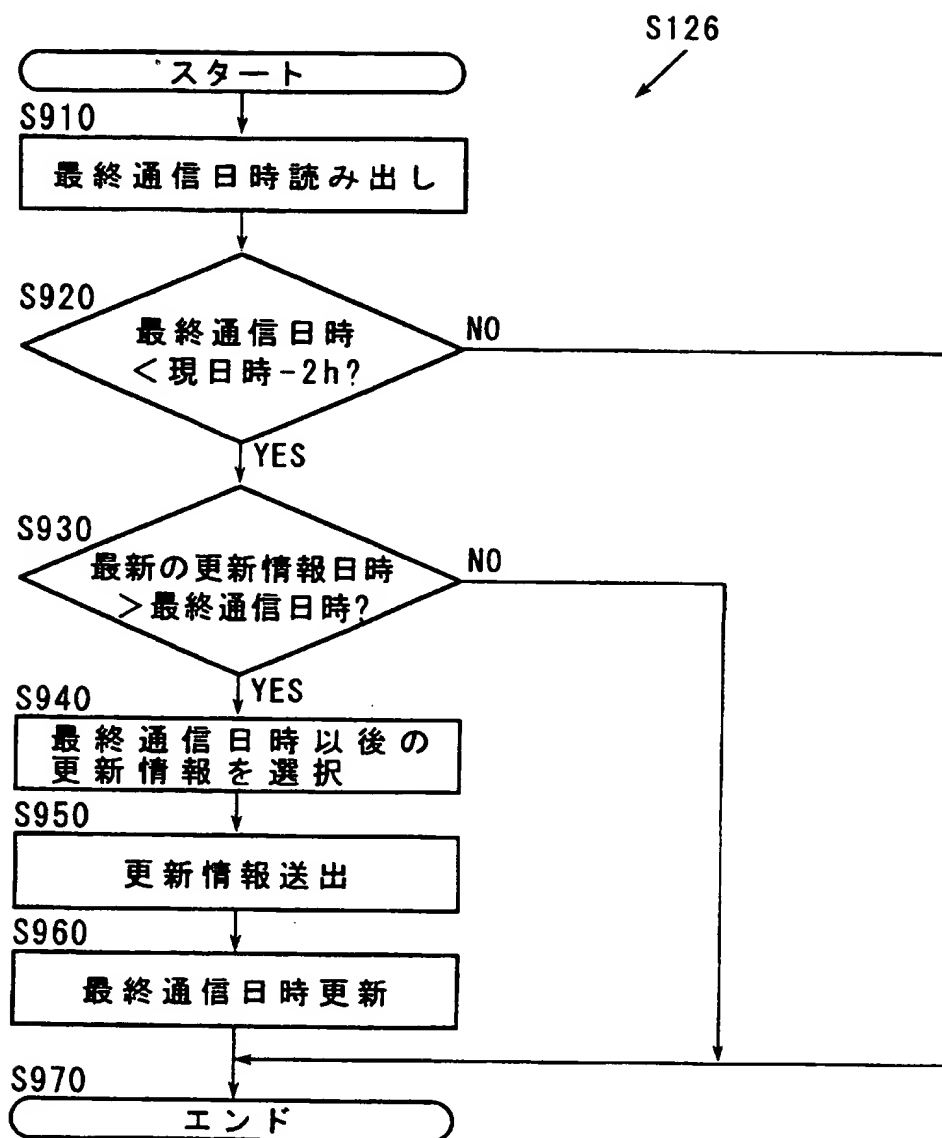 S126
スタート
S910
最終通信日時読み出し
S920
最終通信日時
<現日時-2h?
NO
YES
S930
最新の更新情報日時
>最終通信日時?
NO
YES
S940
最終通信日時以後の
更新情報を選択
S950
更新情報送出
S960
最終通信日時更新
S970
エンド